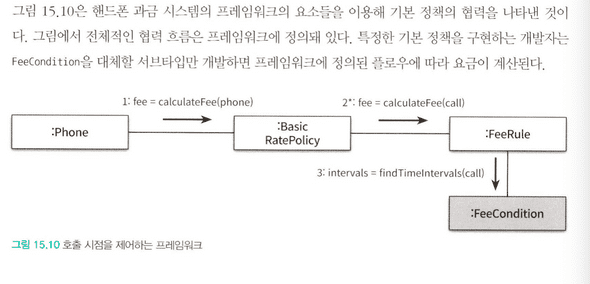 그림 15.10은 핸드폰 과금 시스템의 프레임워크의 요소들을 이용해 기본 정책의 협력을 나타낸 것이
다. 그림에서 전체적인 협력 흐름은 프레임워크에 정의돼 있다. 특정한 기본 정책을 구현하는 개발자는
FeeCondition을 대체할 서브타입만 개발하면 프레임워크에 정의된 플로우에 따라 요금이 계산된다.
1: fee = calculateFee(phone)
2*: fee = calculateFee(call)
:Phone
:Basic
RatePolicy
:FeeRule
3: intervals = findTimeIntervals(call)
:FeeCondition
그림 15.10 호출 시점을 제어하는 프레임워크